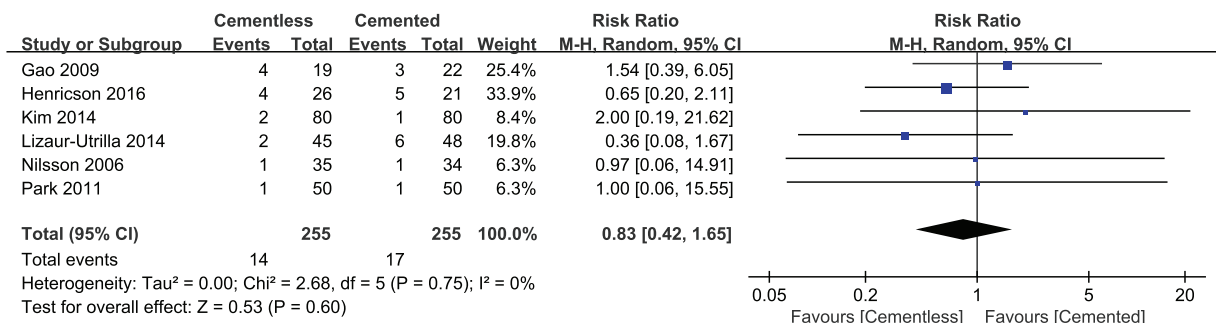 Cementless Cemented Risk Ratio Risk Ratio
Study or Subgroup Events Total Events Total Weight M-H, Random, 95% CI M-H, Random, 95% CI
Gao 2009 4 19 3 22 25.4% 1.54 [0.39, 6.05]
Henricson 2016 4 26 5 21 33.9% 0.65 [0.20, 2.11]
Kim 2014 2 80 1 80 8.4% 2.00 [0.19, 21.62]
Lizaur-Utrilla 2014 2 45 6 48 19.8% 0.36 [0.08, 1.67]
Nilsson 2006 1 35 1 34 6.3% 0.97 [0.06, 14.91]
Park 2011 1 50 1 50 6.3% 1.00 [0.06, 15.55]
Total (95% CI) 255 255 100.0% 0.83 [0.42, 1.65]
Total events 14 17
Heterogeneity: Tau² = 0.00; Chi² = 2.68, df = 5 (P = 0.75); I² = 0%
Test for overall effect: Z = 0.53 (P = 0.60)
0.05 0.2 1 5 20
Favours [Cementless] Favours [Cemented]